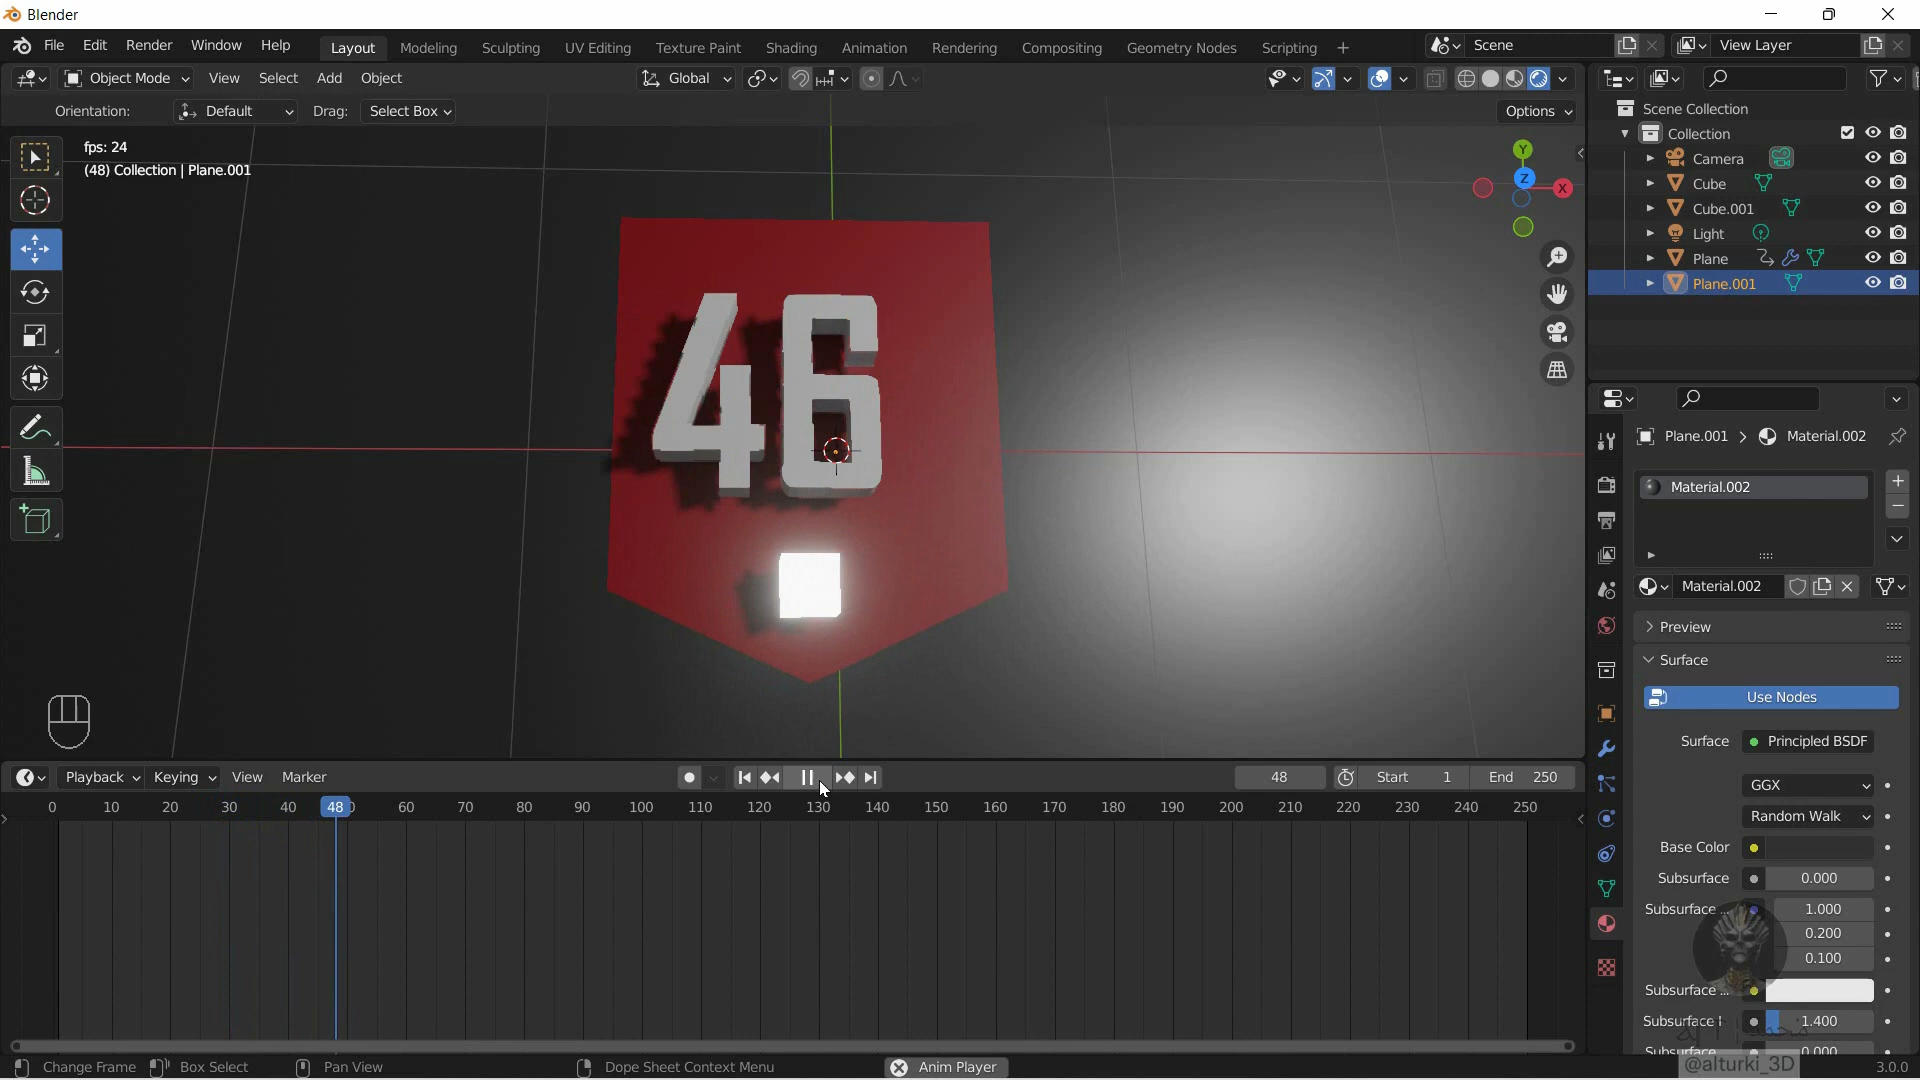 Blender
File Edit Render Window Help Layout Modeling Sculpting UV Editing Texture Paint Shading Animation Rendering Compositing Geometry Nodes Scripting + Scene View Layer
Object Mode View Select Add Object Global
Orientation: Default Drag: Select Box Options
fps: 24
(48) Collection | Plane.001
Y
Z
X
46
Scene Collection
Collection
Camera
Cube
Cube.001
Light
Plane
Plane.001
Plane.001 > Material.002
Material.002
Material.002
Preview
Surface
Use Nodes
Surface Principled BSDF
GGX
Random Walk
Base Color
Subsurface 0.000
Subsurface ... 1.000
0.200
0.100
Subsurface ...
Subsurface I 1.400
Subsurface 0.000
Playback Keying View Marker 48 Start 1 End 250
0 10 20 30 40 48 60 70 80 90 100 110 120 130 140 150 160 170 180 190 200 210 220 230 240 250
Change Frame Box Select Pan View Dope Sheet Context Menu Anim Player @alturki_3D 3.0.0